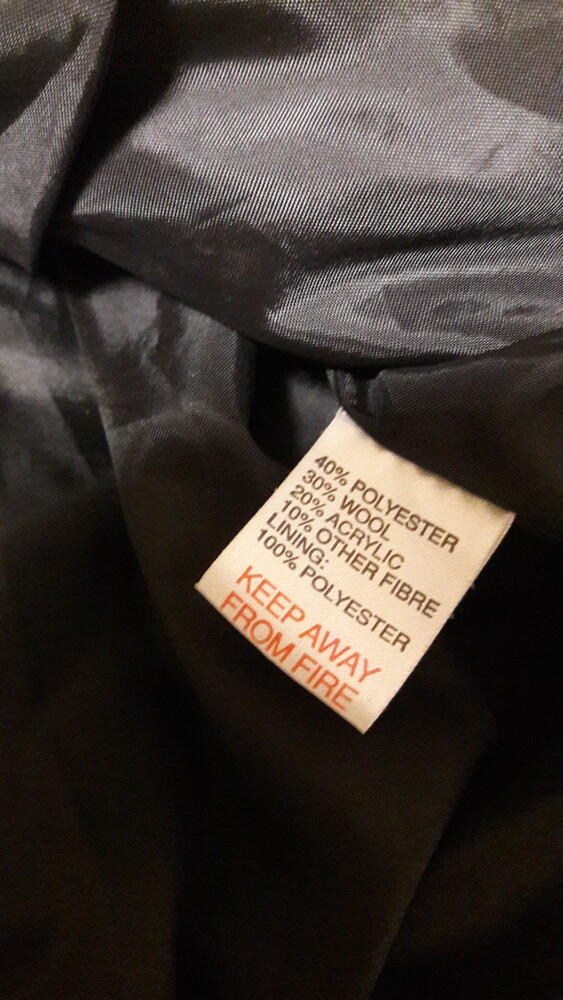 40% POLYESTER
30% WOOL
20% ACRYLIC
10% OTHER FIBRE
LINING:
100% POLYESTER
KEEP AWAY
FROM FIRE